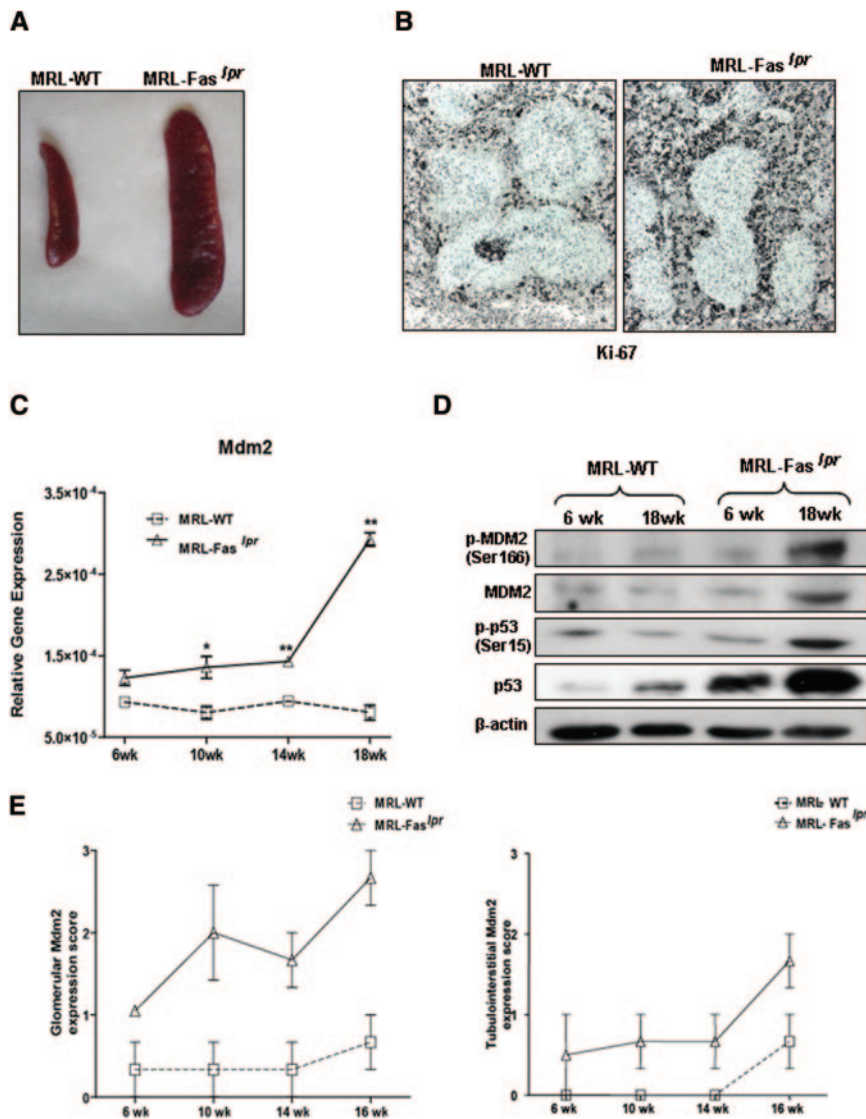 A
MRL-WT MRL-Fas lpr
B
MRL-WT MRL-Fas lpr
Ki-67
C
Mdm2
Relative Gene Expression
3.5×10-4
2.5×10-4
1.5×10-4
5.0×10-5
MRL-WT
MRL-Fas lpr
* ** **
6wk 10wk 14wk 18wk
D
MRL-WT MRL-Fas lpr
6 wk 18wk 6 wk 18wk
p-MDM2
(Ser166)
MDM2
p-p53
(Ser15)
p53
β-actin
E
MRL-WT
MRL-Faslpr
Glomerular Mdm2
expression score
3
2
1
0
6 wk 10 wk 14 wk 16 wk
MRL- WT
MRL- Fas lpr
Tubulointerstitial Mdm2
expression score
3
2
1
0
6 wk 10 wk 14 wk 16 wk